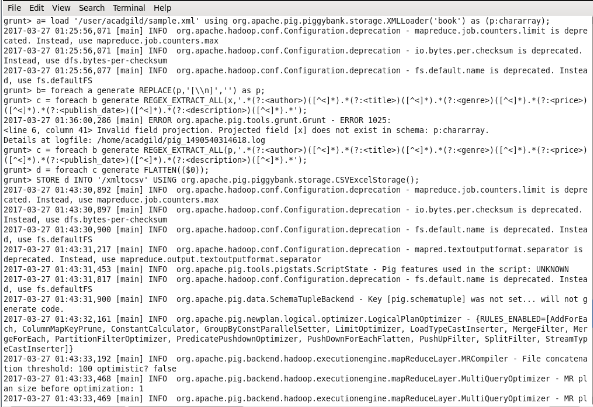 File Edit View Search Terminal Help
grunt> a= load '/user/acadgild/sample.xml' using org.apache.pig.piggybank.storage.XMLLoader('book') as (p:chararray);
2017-03-27 01:25:56,071 [main] INFO  org.apache.hadoop.conf.Configuration.deprecation - mapreduce.job.counters.limit is depre
cated. Instead, use mapreduce.job.counters.max
2017-03-27 01:25:56,071 [main] INFO  org.apache.hadoop.conf.Configuration.deprecation - io.bytes.per.checksum is deprecated.
Instead, use dfs.bytes-per-checksum
2017-03-27 01:25:56,077 [main] INFO  org.apache.hadoop.conf.Configuration.deprecation - fs.default.name is deprecated. Instea
d, use fs.defaultFS
grunt> b= foreach a generate REPLACE(p,'[\\n]','') as p;
grunt> c = foreach b generate REGEX_EXTRACT_ALL(x,'.*(?:<author>)([^<]*).*(?:<title>)([^<]*).*(?:<genre>)([^<]*).*(?:<price>)
([^<]*).*(?:<publish_date>)([^<]*).*(?:<description>)([^<]*).*');
2017-03-27 01:36:00,286 [main] ERROR org.apache.pig.tools.grunt.Grunt - ERROR 1025:
<line 6, column 41> Invalid field projection. Projected field [x] does not exist in schema: p:chararray.
Details at logfile: /home/acadgild/pig_1490540314618.log
grunt> c = foreach b generate REGEX_EXTRACT_ALL(p,'.*(?:<author>)([^<]*).*(?:<title>)([^<]*).*(?:<genre>)([^<]*).*(?:<price>)
([^<]*).*(?:<publish_date>)([^<]*).*(?:<description>)([^<]*).*');
grunt> d = foreach c generate FLATTEN(($0));
grunt> STORE d INTO '/xmltocsv' USING org.apache.pig.piggybank.storage.CSVExcelStorage();
2017-03-27 01:43:30,892 [main] INFO  org.apache.hadoop.conf.Configuration.deprecation - mapreduce.job.counters.limit is depre
cated. Instead, use mapreduce.job.counters.max
2017-03-27 01:43:30,897 [main] INFO  org.apache.hadoop.conf.Configuration.deprecation - io.bytes.per.checksum is deprecated.
Instead, use dfs.bytes-per-checksum
2017-03-27 01:43:30,900 [main] INFO  org.apache.hadoop.conf.Configuration.deprecation - fs.default.name is deprecated. Instea
d, use fs.defaultFS
2017-03-27 01:43:31,217 [main] INFO  org.apache.hadoop.conf.Configuration.deprecation - mapred.textoutputformat.separator is
deprecated. Instead, use mapreduce.output.textoutputformat.separator
2017-03-27 01:43:31,453 [main] INFO  org.apache.pig.tools.pigstats.ScriptState - Pig features used in the script: UNKNOWN
2017-03-27 01:43:31,817 [main] INFO  org.apache.hadoop.conf.Configuration.deprecation - fs.default.name is deprecated. Instea
d, use fs.defaultFS
2017-03-27 01:43:31,900 [main] INFO  org.apache.pig.data.SchemaTupleBackend - Key [pig.schematuple] was not set... will not g
enerate code.
2017-03-27 01:43:32,161 [main] INFO  org.apache.pig.newplan.logical.optimizer.LogicalPlanOptimizer - {RULES_ENABLED=[AddForEa
ch, ColumnMapKeyPrune, ConstantCalculator, GroupByConstParallelSetter, LimitOptimizer, LoadTypeCastInserter, MergeFilter, Mer
geForEach, PartitionFilterOptimizer, PredicatePushdownOptimizer, PushDownForEachFlatten, PushUpFilter, SplitFilter, StreamTyp
eCastInserter]}
2017-03-27 01:43:33,192 [main] INFO  org.apache.pig.backend.hadoop.executionengine.mapReduceLayer.MRCompiler - File concatena
tion threshold: 100 optimistic? false
2017-03-27 01:43:33,468 [main] INFO  org.apache.pig.backend.hadoop.executionengine.mapReduceLayer.MultiQueryOptimizer - MR pl
an size before optimization: 1
2017-03-27 01:43:33,469 [main] INFO  org.apache.pig.backend.hadoop.executionengine.mapReduceLayer.MultiQueryOptimizer - MR pl